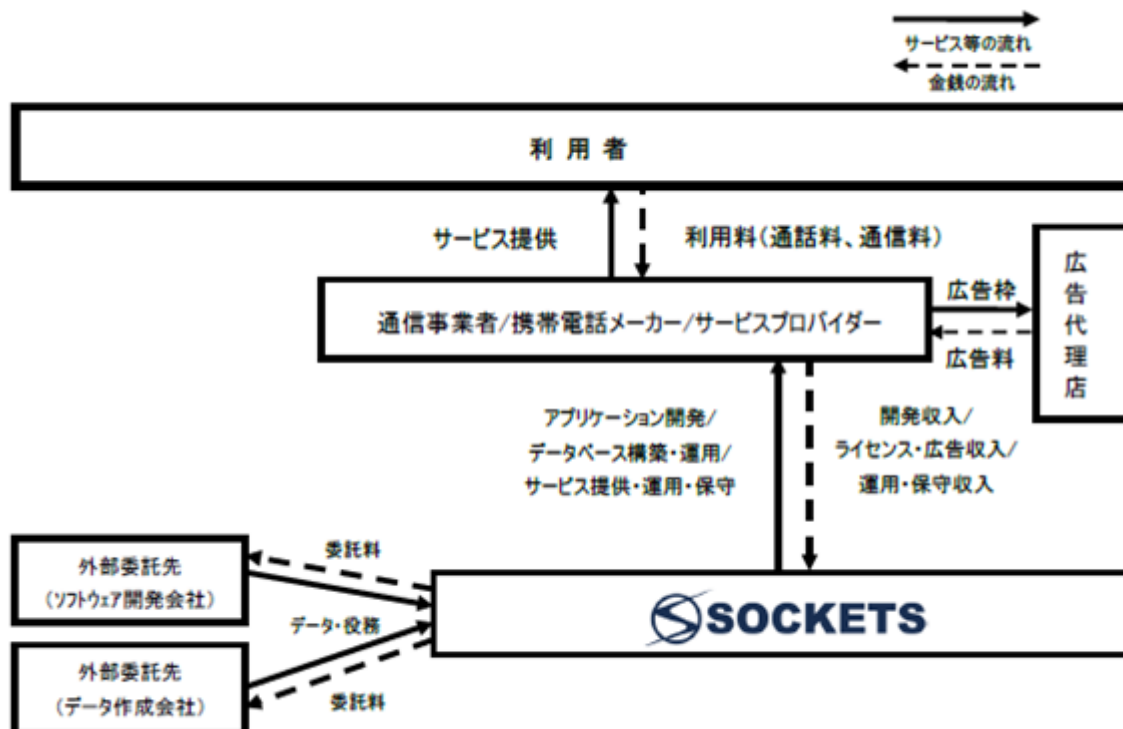 サービス等の流れ
金銭の流れ
利用者
サービス提供
利用料(通話料、通信料)
通信事業者/携帯電話メーカー/サービスプロバイダー
広告枠
広告料
広告代理店
アプリケーション開発/
データベース構築・運用/
サービス提供・運用・保守
開発収入/
ライセンス・広告収入/
運用・保守収入
外部委託先
(ソフトウェア開発会社)
委託料
データ・役務
SOCKETS
外部委託先
(データ作成会社)
委託料